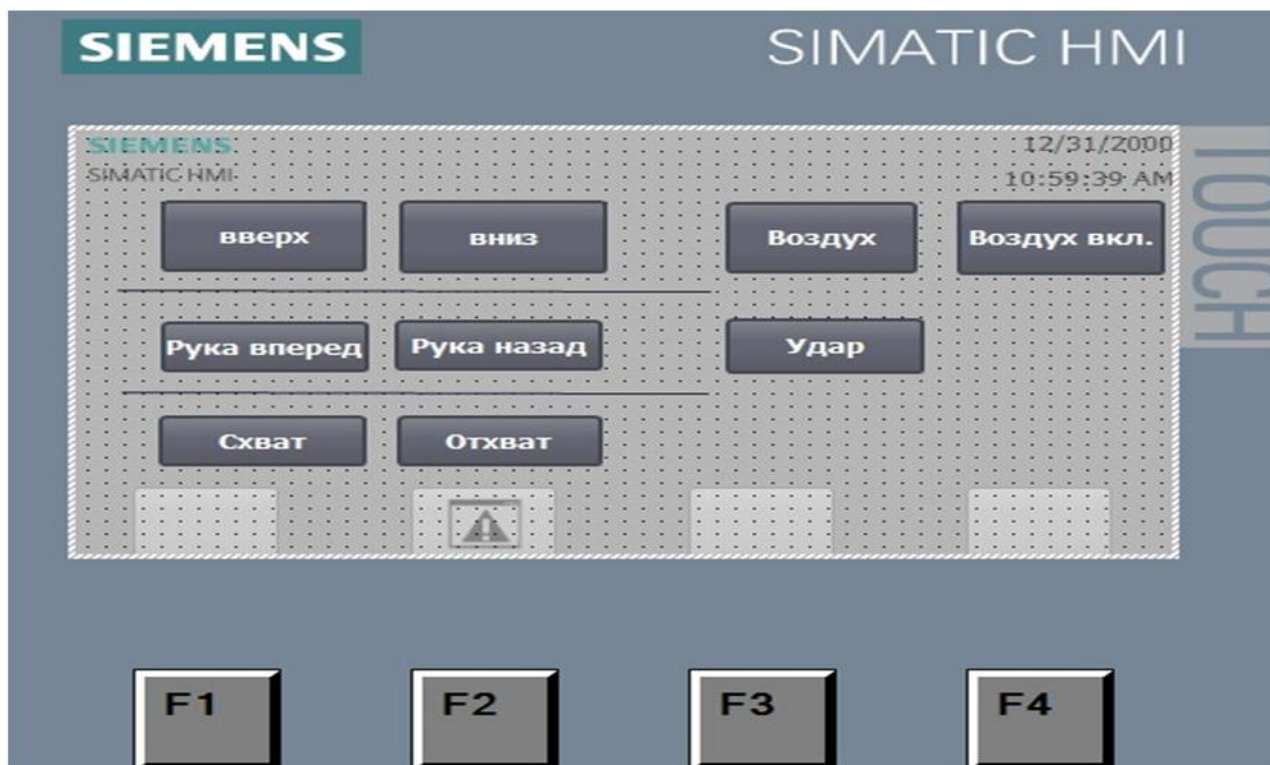 SIEMENS
SIMATIC HMI
SIEMENS
12/31/2000
SIMATIC HMI
10:59:39 AM
TOUCH
вверх
вниз
Воздух
Воздух вкл.
Рука вперед
Рука назад
Удар
Схват
Отхват
F1
F2
F3
F4